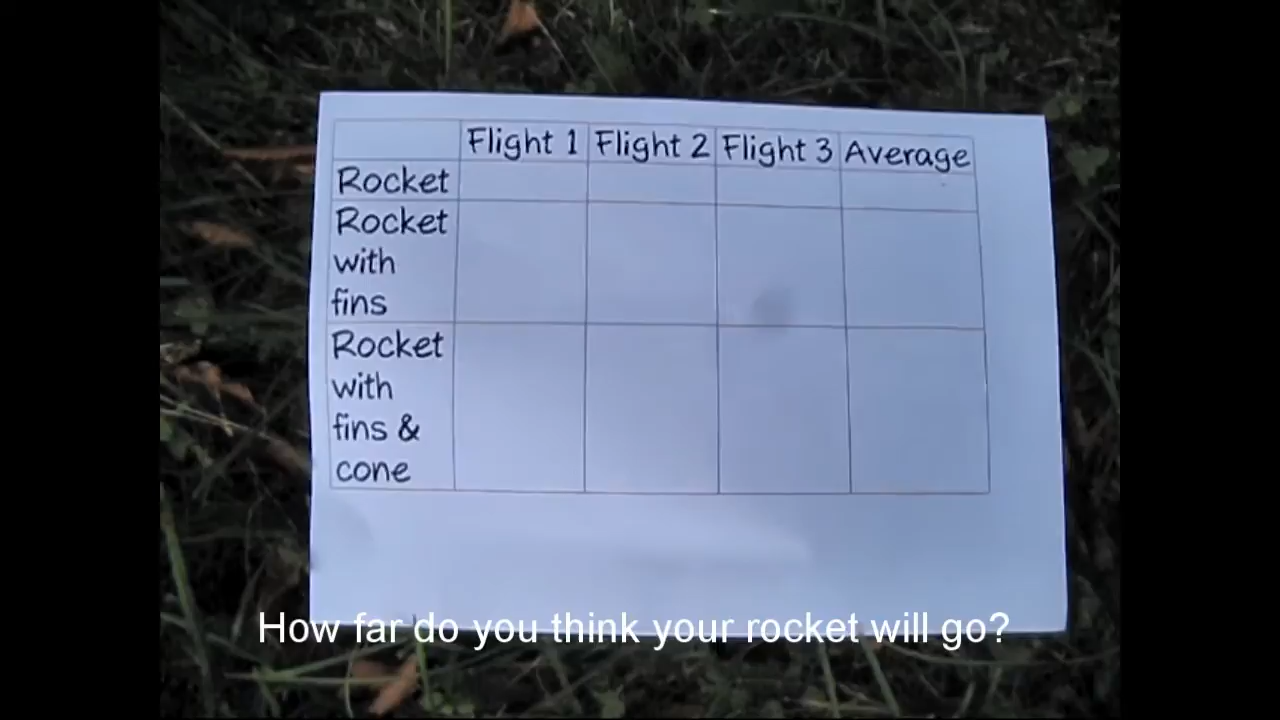 Flight 1 Flight 2 Flight 3 Average
Rocket
Rocket
with
fins
Rocket
with
fins &
cone
How far do you think your rocket will go?